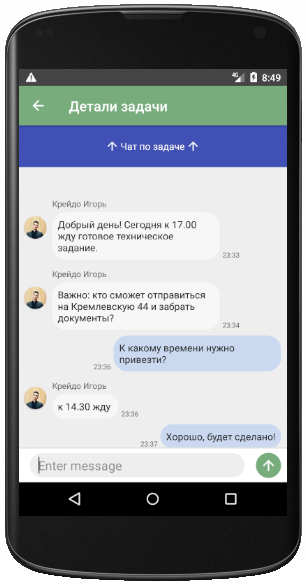 4G 8:49
Детали задачи
Чат по задаче
Крейдо Игорь
Добрый день! Сегодня к 17.00
жду готовое техническое
задание.
23:33
Крейдо Игорь
Важно: кто сможет отправиться
на Кремлевскую 44 и забрать
документы?
23:34
К какому времени нужно
привезти?
23:36
Крейдо Игорь
к 14.30 жду
23:36
Хорошо, будет сделано!
23:37
Enter message